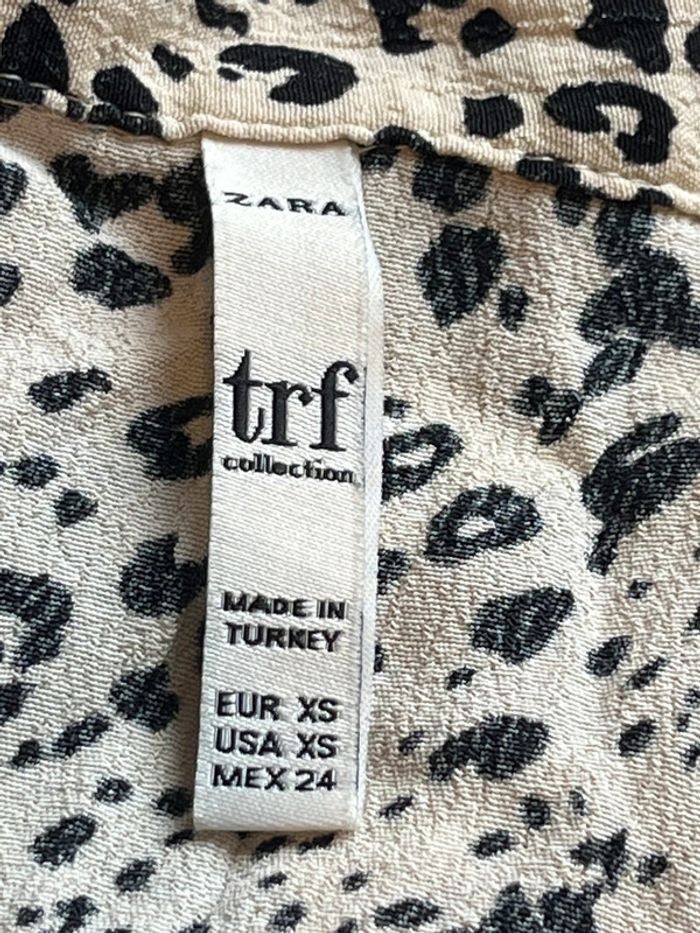 ZARA
trf
collection
MADE IN
TURKEY
EUR XS
USA XS
MEX 24